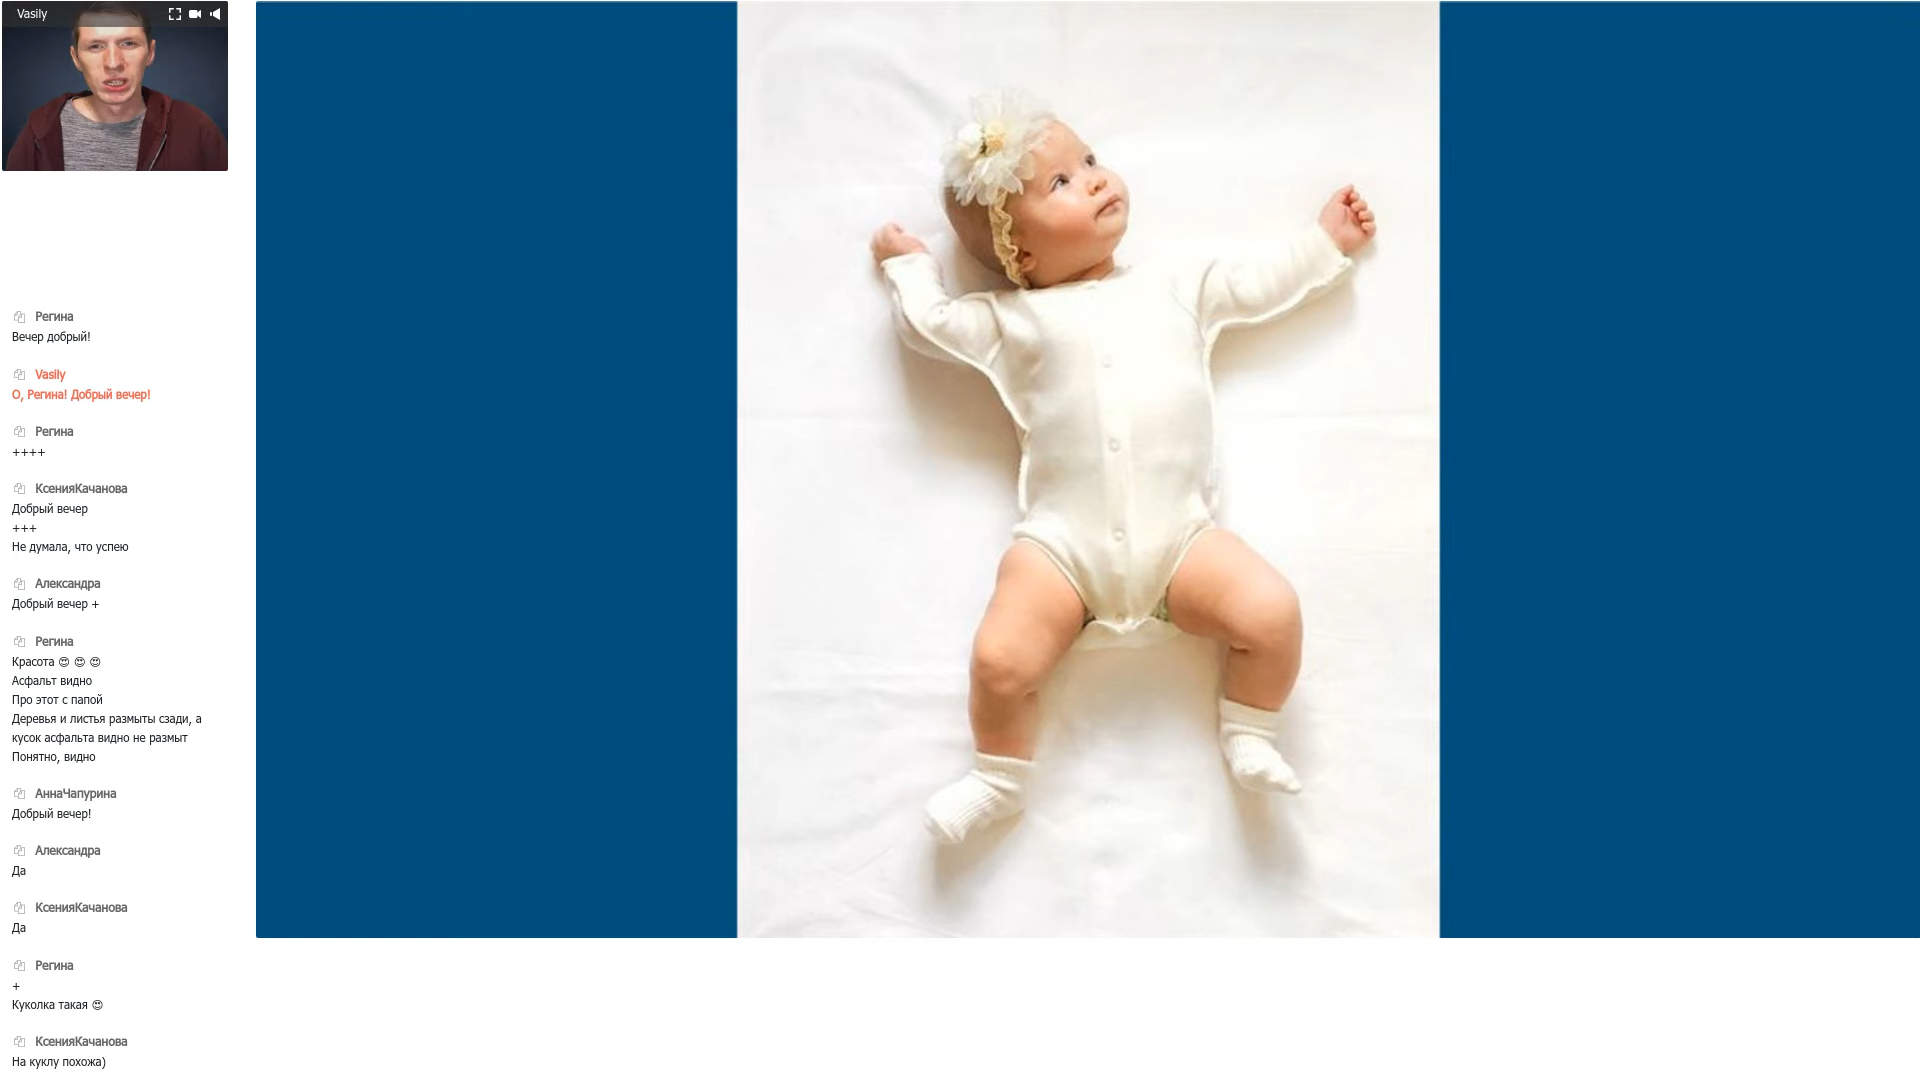 Vasily
Регина
Вечер добрый!
Vasily
О, Регина! Добрый вечер!
Регина
++++
КсенияКачанова
Добрый вечер
+++
Не думала, что успею
Александра
Добрый вечер +
Регина
Красота 😍 😍 😍
Асфальт видно
Про этот с папой
Деревья и листья размыты сзади, а
кусок асфальта видно не размыт
Понятно, видно
АннаЧапурина
Добрый вечер!
Александра
Да
КсенияКачанова
Да
Регина
+
Куколка такая 😍
КсенияКачанова
На куклу похожа)